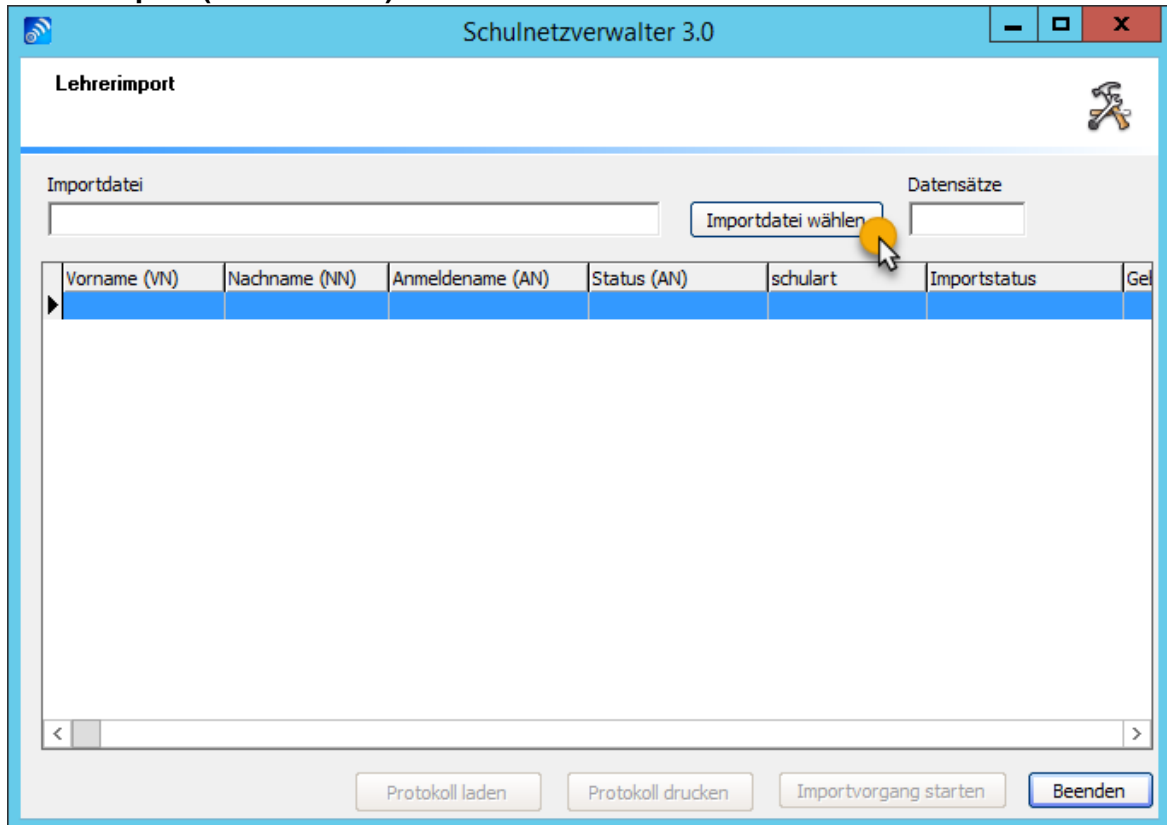 Schulnetzverwalter 3.0
Lehrerimport
Importdatei
Datensätze
Importdatei wählen
Vorname (VN) Nachname (NN) Anmeldename (AN) Status (AN) schulart Importstatus
Protokoll laden Protokoll drucken Importvorgang starten Beenden